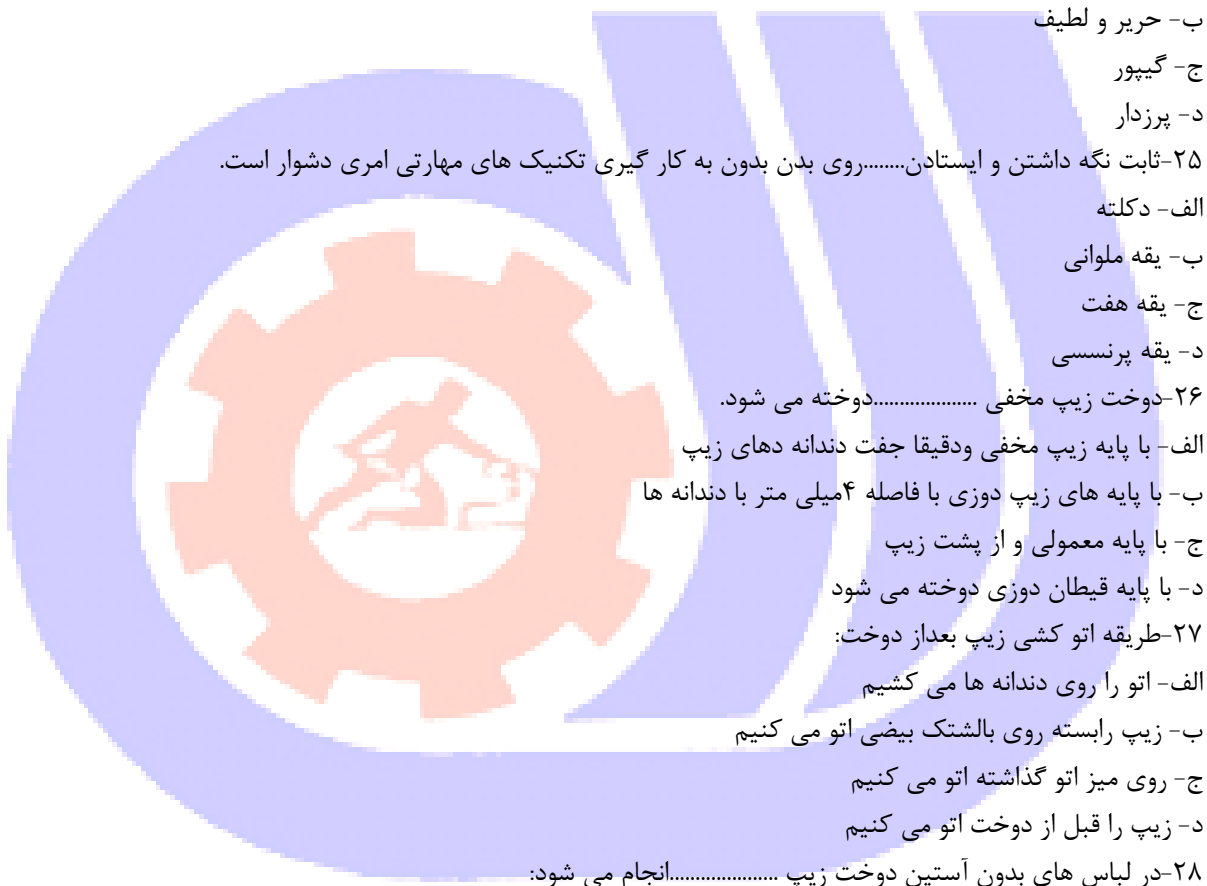 ب- حریر و لطیف
ج- گیپور
د- پرزدار
۲۵-ثابت نگه داشتن و ایستادن........روی بدن بدون به کار گیری تکنیک های مهارتی امری دشوار است.
الف- دکلته
ب- یقه ملوانی
ج- یقه هفت
د- یقه پرنسسی
۲۶-دوخت زیپ مخفی ...................دوخته می شود.
الف- با پایه زیپ مخفی ودقیقا جفت دندانه دهای زیپ
ب- با پایه های زیپ دوزی با فاصله ۴میلی متر با دندانه ها
ج- با پایه معمولی و از پشت زیپ
د- با پایه قیطان دوزی دوخته می شود
۲۷-طریقه اتو کشی زیپ بعداز دوخت:
الف- اتو را روی دندانه ها می کشیم
ب- زیپ رابسته روی بالشتک بیضی اتو می کنیم
ج- روی میز اتو گذاشته اتو می کنیم
د- زیپ را قبل از دوخت اتو می کنیم
۲۸-در لباس های بدون آستین دوخت زیپ ....................انجام می شود: